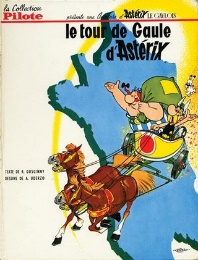 la Collection
Pilote
présente une Aventure d'Astérix LE GAULOIS
le tour de Gaule
d'Astérix
TEXTE DE R. GOSCINNY
DESSINS DE A. UDERZO